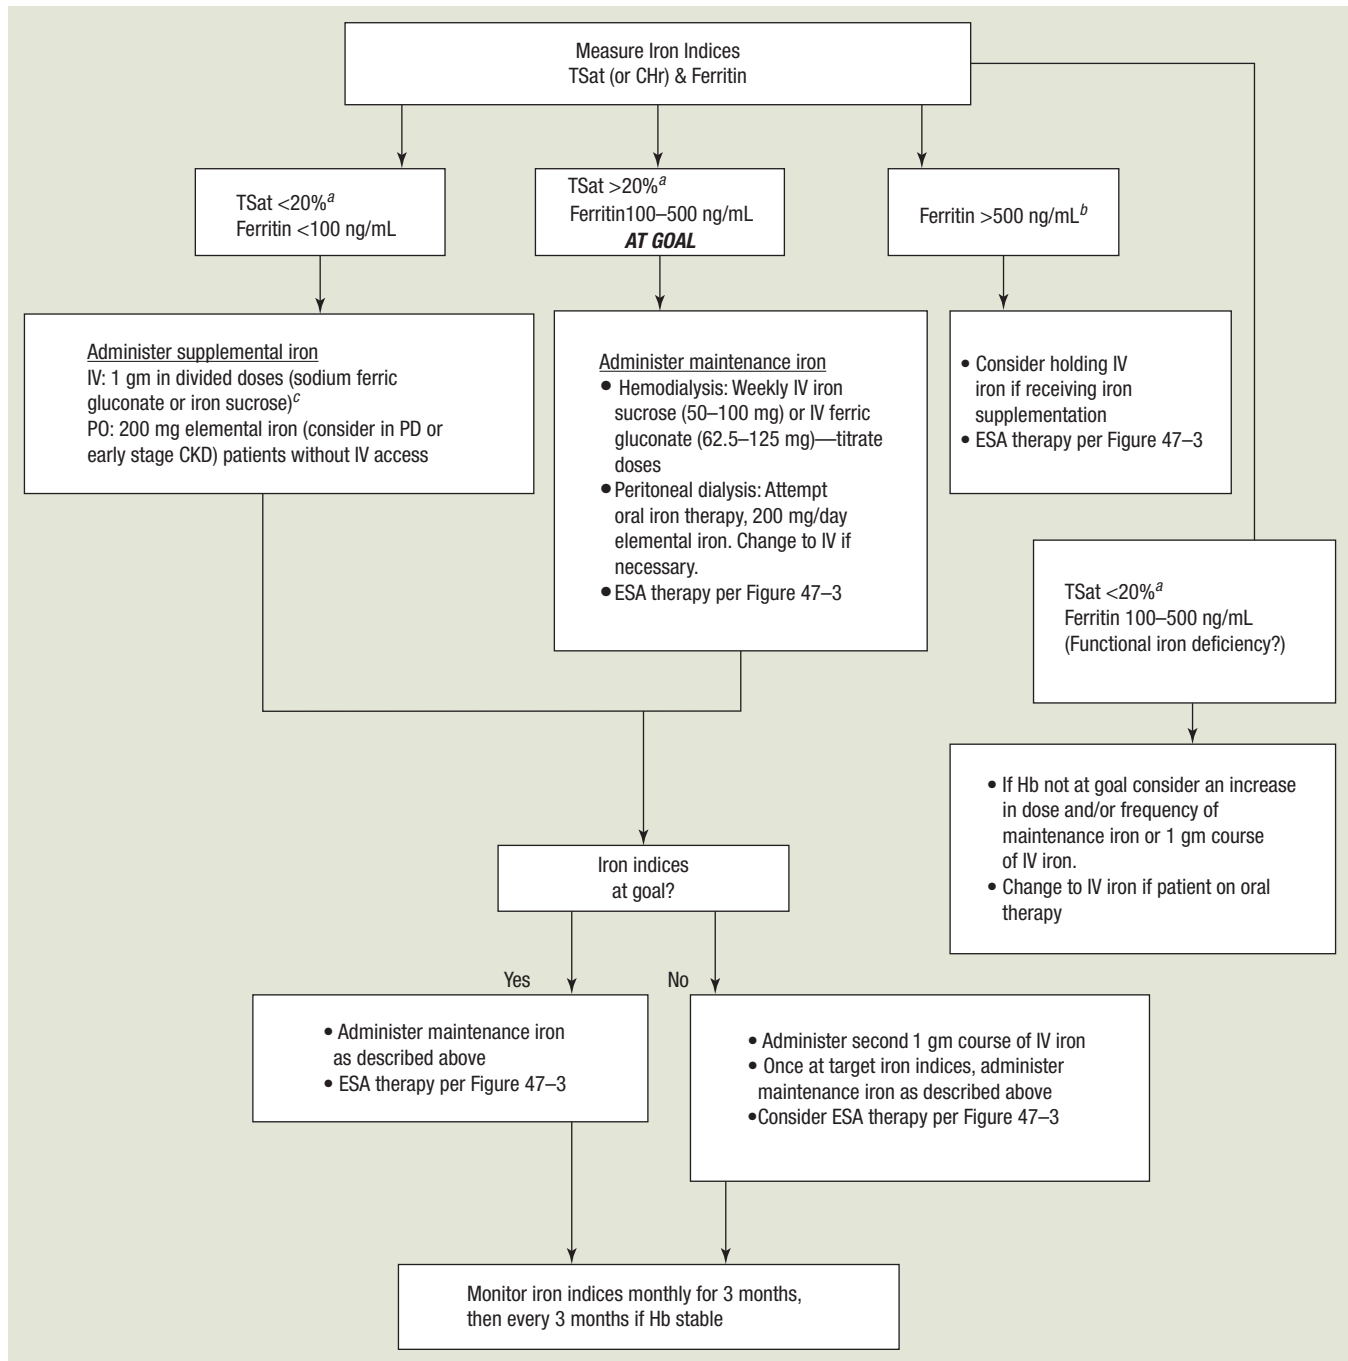 Measure Iron Indices
TSat (or CHr) & Ferritin
TSat <20%a
Ferritin <100 ng/mL
TSat >20%a
Ferritin100–500 ng/mL
AT GOAL
Ferritin >500 ng/mLb
Administer supplemental iron
IV: 1 gm in divided doses (sodium ferric
gluconate or iron sucrose)c
PO: 200 mg elemental iron (consider in PD or
early stage CKD) patients without IV access
Administer maintenance iron
• Hemodialysis: Weekly IV iron
sucrose (50–100 mg) or IV ferric
gluconate (62.5–125 mg)—titrate
doses
• Peritoneal dialysis: Attempt
oral iron therapy, 200 mg/day
elemental iron. Change to IV if
necessary.
• ESA therapy per Figure 47–3
• Consider holding IV
iron if receiving iron
supplementation
• ESA therapy per Figure 47–3
TSat <20%a
Ferritin 100–500 ng/mL
(Functional iron deficiency?)
• If Hb not at goal consider an increase
in dose and/or frequency of
maintenance iron or 1 gm course
of IV iron.
• Change to IV iron if patient on oral
therapy
Iron indices
at goal?
Yes
No
• Administer maintenance iron
as described above
• ESA therapy per Figure 47–3
• Administer second 1 gm course of IV iron
• Once at target iron indices, administer
maintenance iron as described above
•Consider ESA therapy per Figure 47–3
Monitor iron indices monthly for 3 months,
then every 3 months if Hb stable